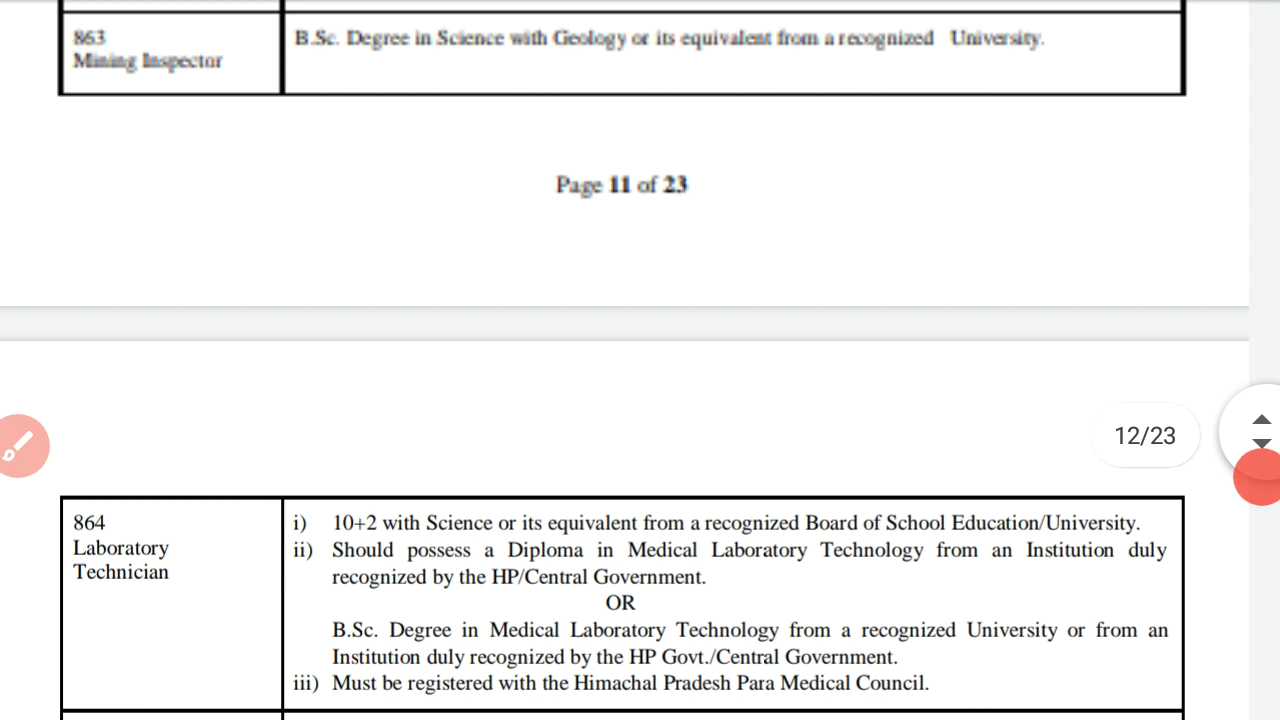 863
Mining Inspector
B.Sc. Degree in Science with Geology or its equivalent from a recognized University.
Page 11 of 23
12/23
864
Laboratory
Technician
i) 10+2 with Science or its equivalent from a recognized Board of School Education/University.
ii) Should possess a Diploma in Medical Laboratory Technology from an Institution duly
recognized by the HP/Central Government.
OR
B.Sc. Degree in Medical Laboratory Technology from a recognized University or from an
Institution duly recognized by the HP Govt./Central Government.
iii) Must be registered with the Himachal Pradesh Para Medical Council.